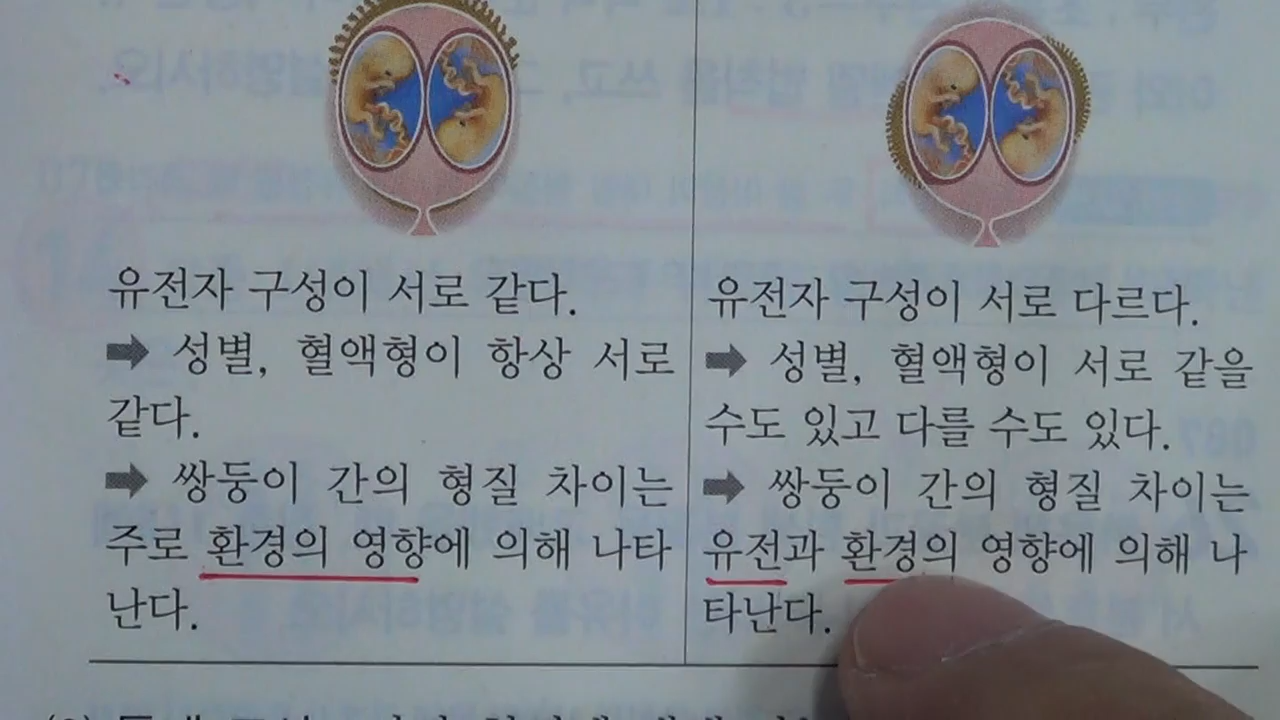 유전자 구성이 서로 같다.
➡ 성별, 혈액형이 항상 서로
같다.
➡ 쌍둥이 간의 형질 차이는
주로 환경의 영향에 의해 나타
난다.
유전자 구성이 서로 다르다.
➡ 성별, 혈액형이 서로 같을
수도 있고 다를 수도 있다.
➡ 쌍둥이 간의 형질 차이는
유전과 환경의 영향에 의해 나
타난다.